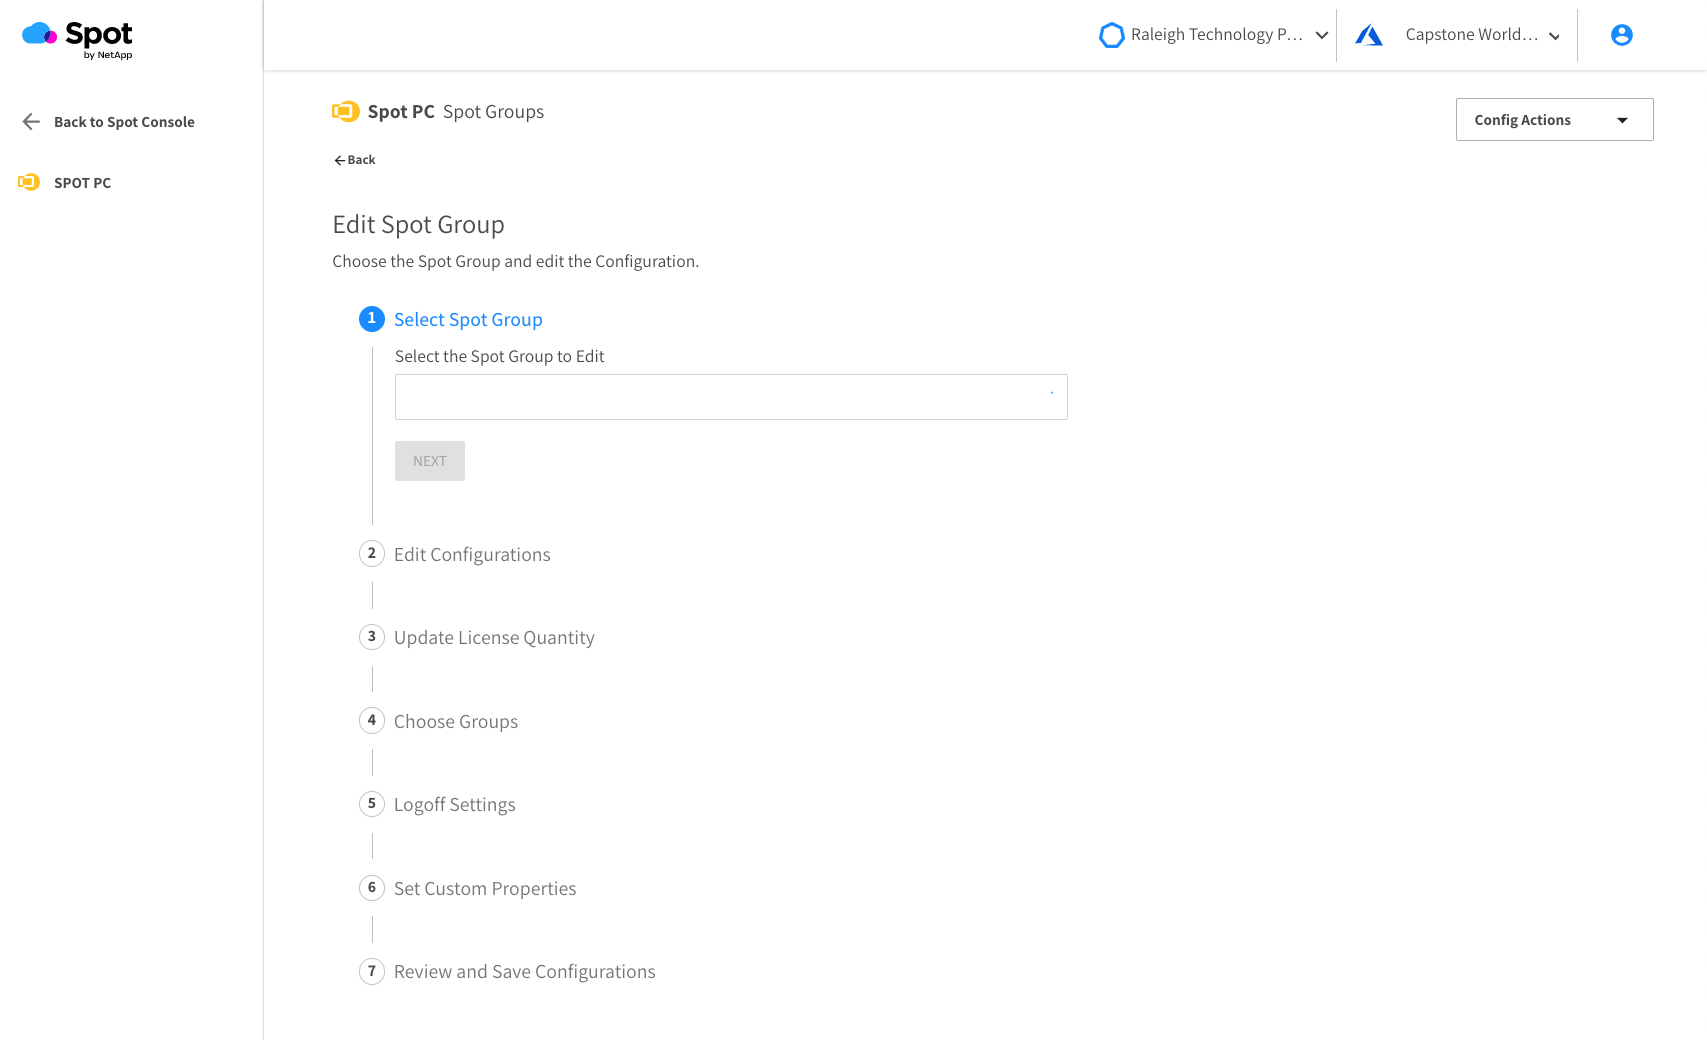 Spot
by NetApp
Raleigh Technology P...
Capstone World...
Back to Spot Console
SPOT PC
Spot PC Spot Groups
Config Actions
Back
Edit Spot Group
Choose the Spot Group and edit the Configuration.
1 Select Spot Group
Select the Spot Group to Edit
NEXT
2 Edit Configurations
3 Update License Quantity
4 Choose Groups
5 Logoff Settings
6 Set Custom Properties
7 Review and Save Configurations